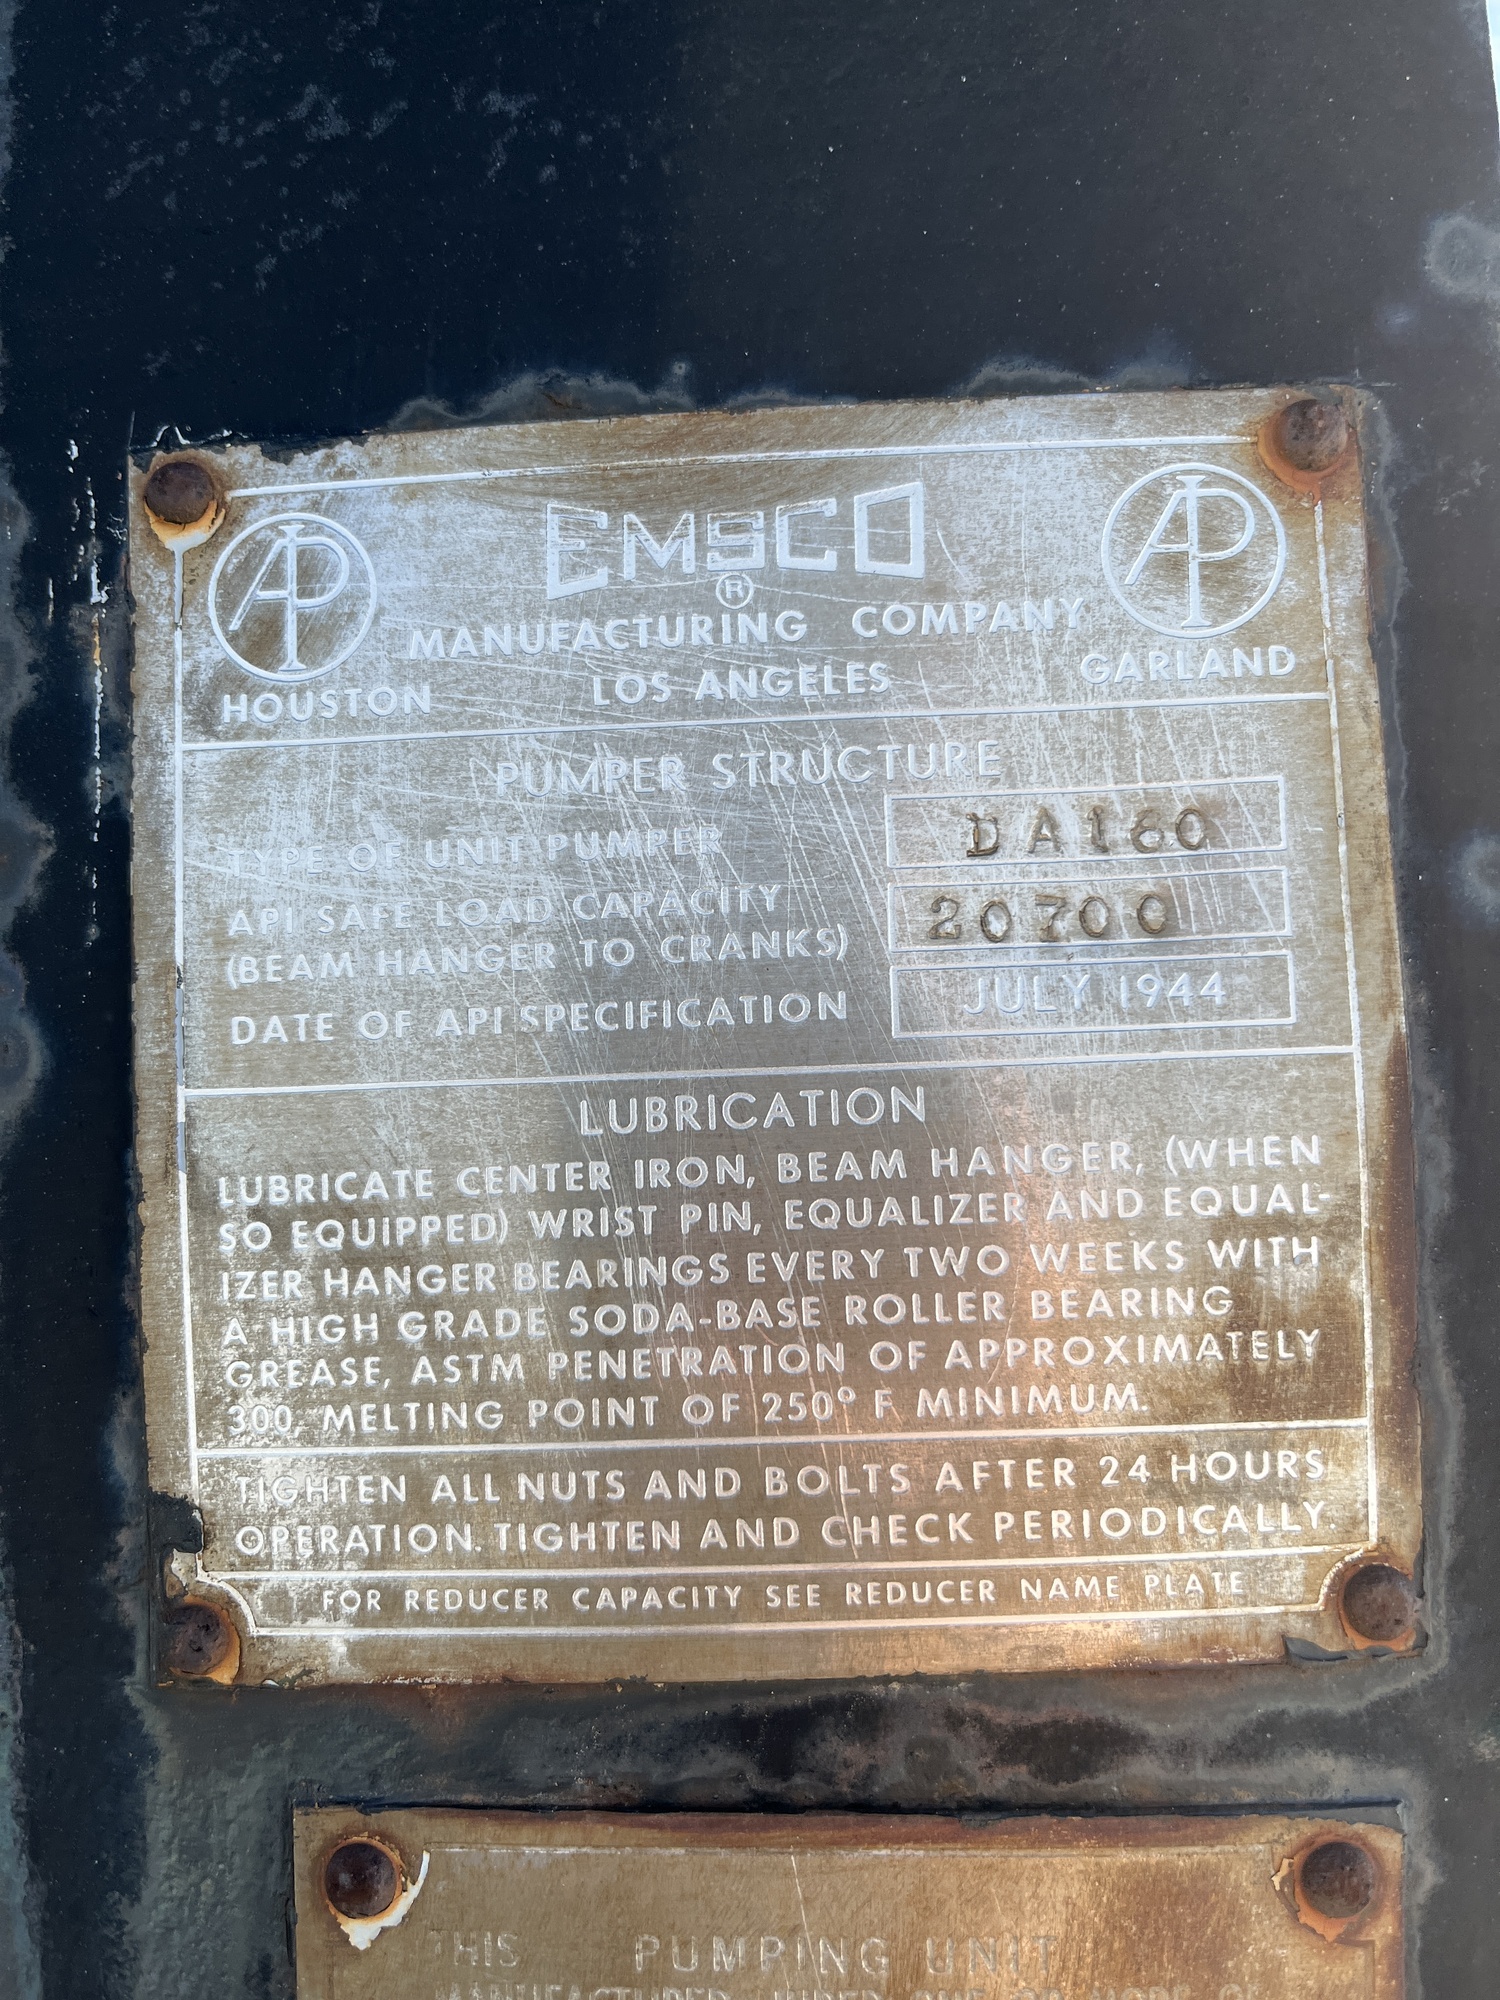 EMSCO
®
API API
MANUFACTURING COMPANY
HOUSTON LOS ANGELES GARLAND
PUMPER STRUCTURE
TYPE OF UNIT PUMPER DA160
API SAFE LOAD CAPACITY 20700
(BEAM HANGER TO CRANKS)
DATE OF API SPECIFICATION JULY 1944
LUBRICATION
LUBRICATE CENTER IRON, BEAM HANGER, (WHEN
SO EQUIPPED) WRIST PIN, EQUALIZER AND EQUAL-
IZER HANGER BEARINGS EVERY TWO WEEKS WITH
A HIGH GRADE SODA-BASE ROLLER BEARING
GREASE, ASTM PENETRATION OF APPROXIMATELY
300, MELTING POINT OF 250° F MINIMUM.
TIGHTEN ALL NUTS AND BOLTS AFTER 24 HOURS
OPERATION. TIGHTEN AND CHECK PERIODICALLY.
FOR REDUCER CAPACITY SEE REDUCER NAME PLATE
THIS PUMPING UNIT